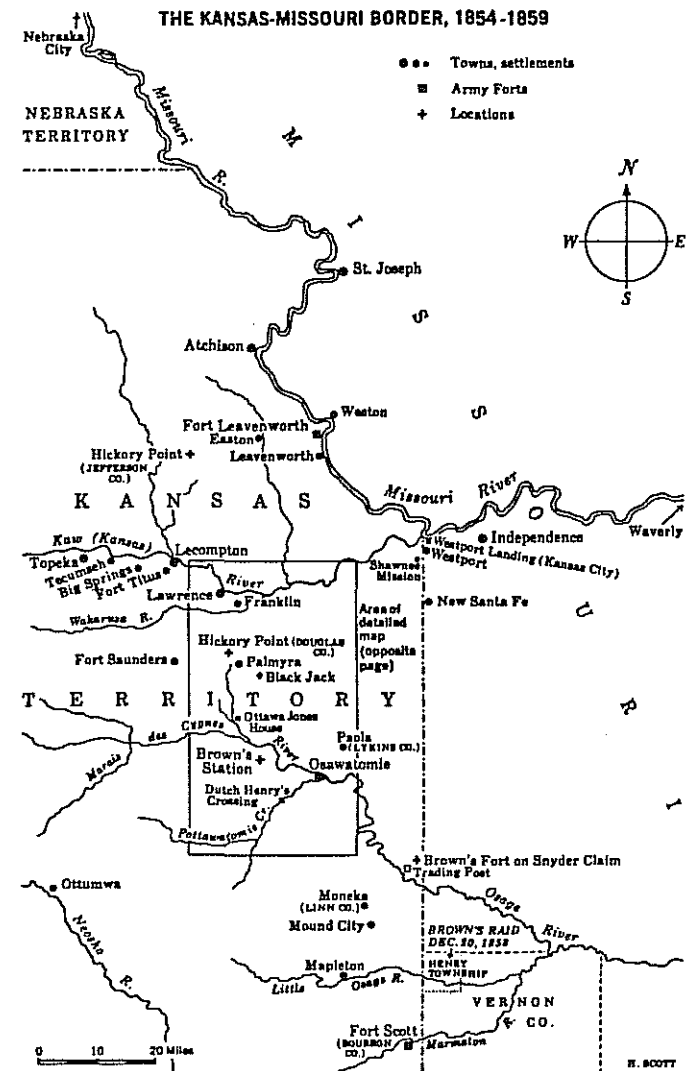 THE KANSAS-MISSOURI BORDER, 1854-1859
Nebraska
City
Towns, settlements
Army Forts
Locations
NEBRASKA
TERRITORY
Missouri
R.
M
I
S
S
O
U
R
I
N
W
E
S
St. Joseph
Atchison
Weston
Fort Leavenworth
Easton
Leavenworth
Hickory Point
(JEFFERSON
CO.)
K A N S A S
Missouri River
Waverly
Independence
Westport Landing (Kansas City)
Westport
Shawnee
Mission
Kaw (Kansas)
River
Lecompton
Topeka
Tecumseh
Big Springs
Fort Titus
Lawrence
Franklin
Wakarusa R.
New Santa Fe
Area of
detailed
map
(opposite
page)
Hickory Point (DOUGLAS
CO.)
Fort Saunders
Palmyra
Black Jack
T E R R I T O R Y
Ottawa Jones
House
Marais des Cygnes River
Paola
(LYKINS CO.)
Brown's
Station
Osawatomie
Dutch Henry's
Crossing
Pottawatomie Cr.
Brown's Fort on Snyder Claim
Trading Post
Ottumwa
Neosho
R.
Moneka
(LINN CO.)
Mound City
Osage
River
BROWN'S RAID
DEC. 20, 1858
HENRY
TOWNSHIP
Mapleton
Little Osage R.
VERNON
CO.
Fort Scott
(BOURBON
CO.)
Marmaton
0 10 20 Miles
H. SCOTT